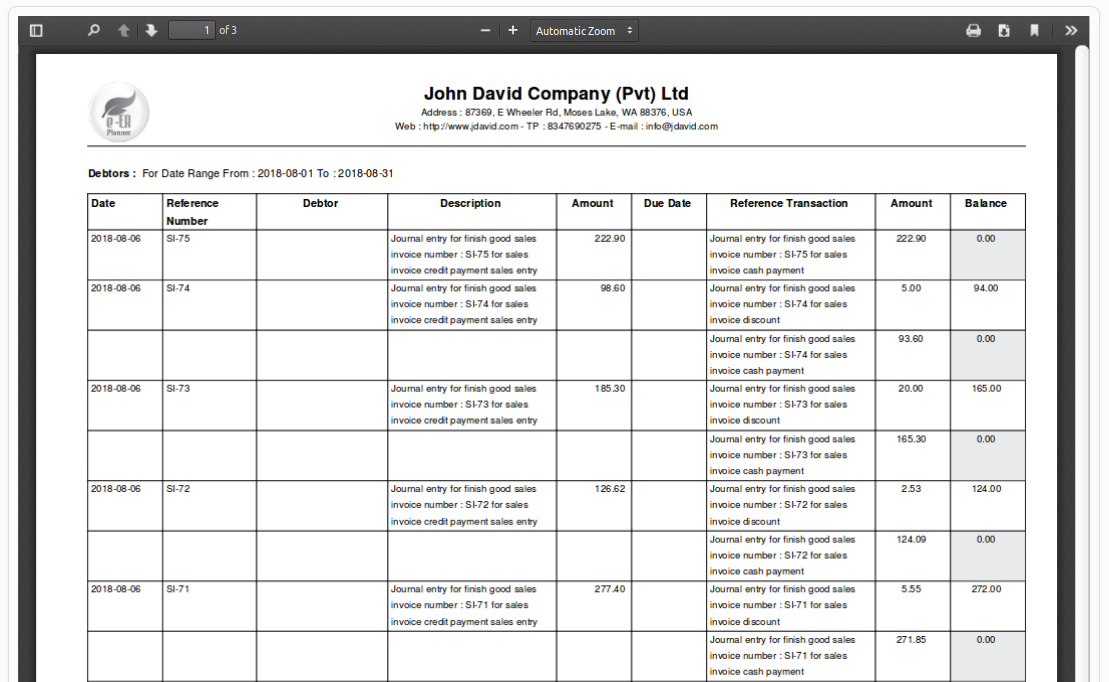 1 of 3 Automatic Zoom
e-ER
Planner
John David Company (Pvt) Ltd
Address : 87369, E Wheeler Rd, Moses Lake, WA 88376, USA
Web : http://www.jdavid.com - TP : 8347690275 - E-mail : info@jdavid.com
Debtors : For Date Range From : 2018-08-01 To : 2018-08-31
Date Reference Debtor Description Amount Due Date Reference Transaction Amount Balance
Number
2018-08-06 SI-75 Journal entry for finish good sales 222.90 Journal entry for finish good sales 222.90 0.00
invoice number : SI-75 for sales invoice number : SI-75 for sales
invoice credit payment sales entry invoice cash payment
2018-08-06 SI-74 Journal entry for finish good sales 98.60 Journal entry for finish good sales 5.00 94.00
invoice number : SI-74 for sales invoice number : SI-74 for sales
invoice credit payment sales entry invoice discount
Journal entry for finish good sales 93.60 0.00
invoice number : SI-74 for sales
invoice cash payment
2018-08-06 SI-73 Journal entry for finish good sales 185.30 Journal entry for finish good sales 20.00 165.00
invoice number : SI-73 for sales invoice number : SI-73 for sales
invoice credit payment sales entry invoice discount
Journal entry for finish good sales 165.30 0.00
invoice number : SI-73 for sales
invoice cash payment
2018-08-06 SI-72 Journal entry for finish good sales 126.62 Journal entry for finish good sales 2.53 124.00
invoice number : SI-72 for sales invoice number : SI-72 for sales
invoice credit payment sales entry invoice discount
Journal entry for finish good sales 124.09 0.00
invoice number : SI-72 for sales
invoice cash payment
2018-08-06 SI-71 Journal entry for finish good sales 277.40 Journal entry for finish good sales 5.55 272.00
invoice number : SI-71 for sales invoice number : SI-71 for sales
invoice credit payment sales entry invoice discount
Journal entry for finish good sales 271.85 0.00
invoice number : SI-71 for sales
invoice cash payment